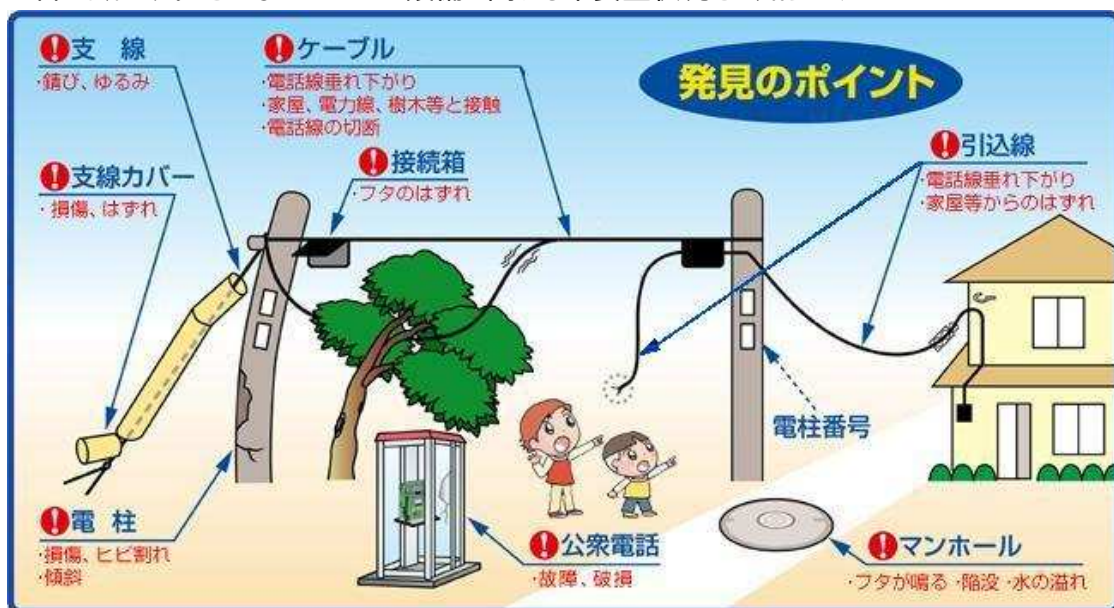 発見のポイント
支 線
・錆び、ゆるみ
ケーブル
・電話線垂れ下がり
・家屋、電力線、樹木等と接触
・電話線の切断
支線カバー
・損傷、はずれ
接続箱
・フタのはずれ
引込線
・電話線垂れ下がり
・家屋等からのはずれ
電柱番号
電 柱
・損傷、ヒビ割れ
・傾斜
公衆電話
・故障、破損
マンホール
・フタが鳴る ・陥没 ・水の溢れ